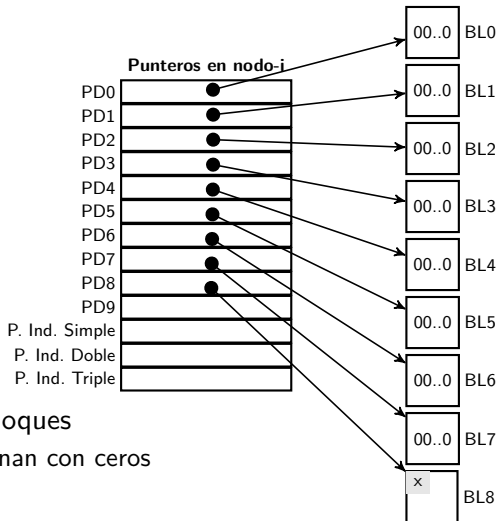 Punteros en nodo-i
PD0
PD1
PD2
PD3
PD4
PD5
PD6
PD7
PD8
PD9
P. Ind. Simple
P. Ind. Doble
P. Ind. Triple
00..0 BL0
00..0 BL1
00..0 BL2
00..0 BL3
00..0 BL4
00..0 BL5
00..0 BL6
00..0 BL7
x BL8
oques
nan con ceros